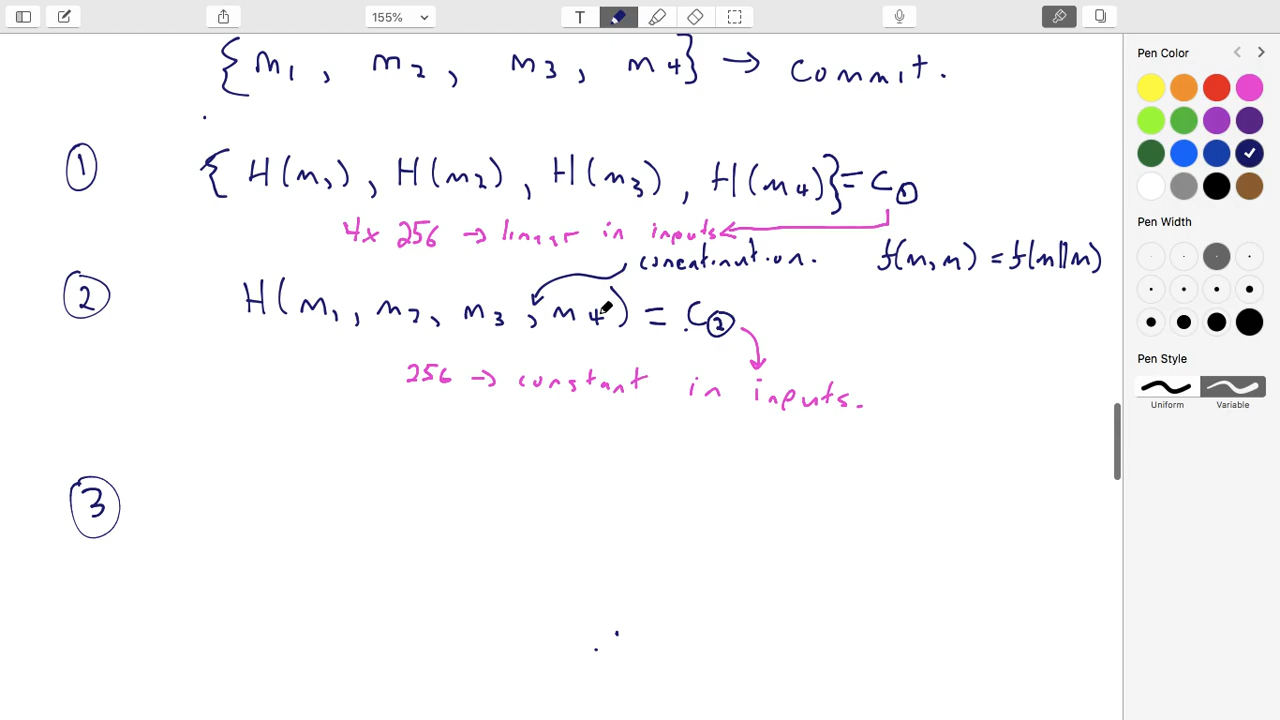 155%
T
{m1, m2, m3, m4} → Commit.
① {H(m1), H(m2), H(m3), H(m4)} = C①
4x 256 → linear in inputs
concatination.
f(n,m) = f(n||m)
② H(m1, m2, m3, m4) = C②
256 → constant in inputs.
③
Pen Color
Pen Width
Pen Style
Uniform Variable